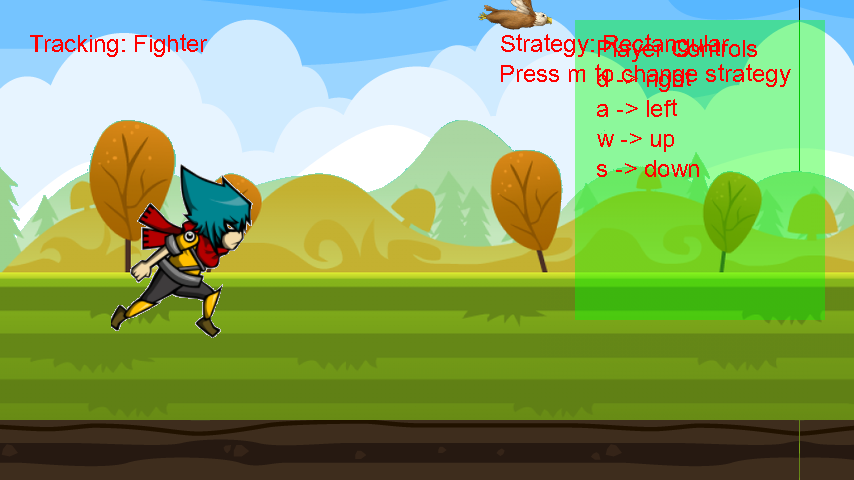 Tracking: Fighter
Strategy: Rectangular
Press m to change strategy
Player Controls
d -> right
a -> left
w -> up
s -> down